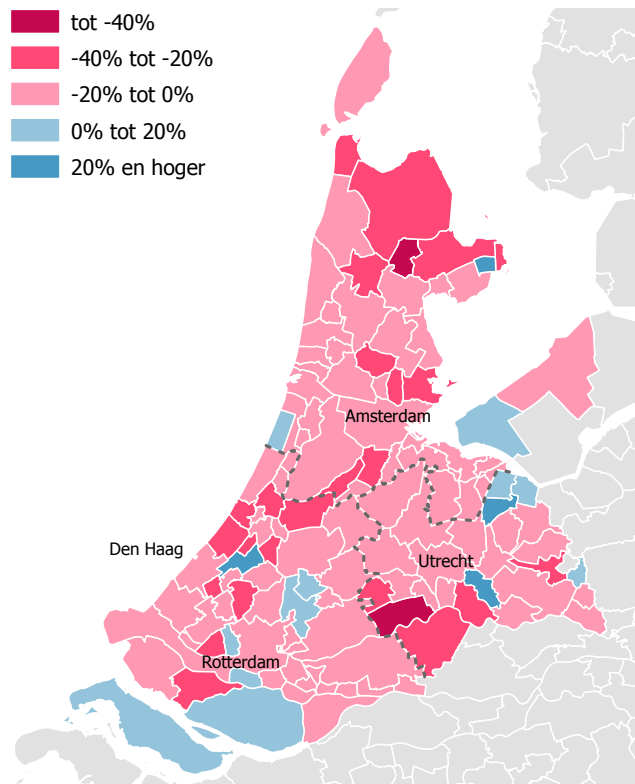 tot -40%
-40% tot -20%
-20% tot 0%
0% tot 20%
20% en hoger
Amsterdam
Den Haag
Utrecht
Rotterdam